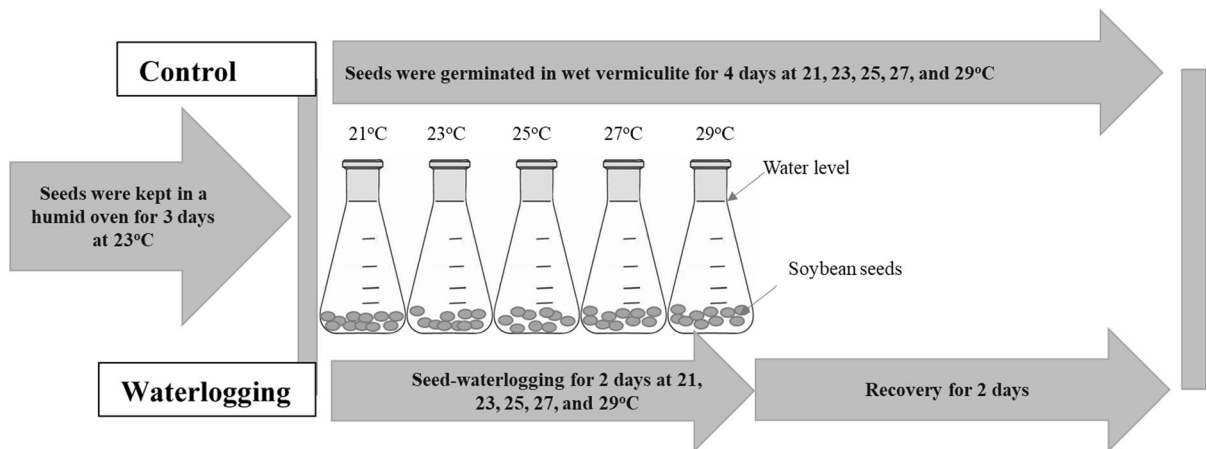 Control
Seeds were germinated in wet vermiculite for 4 days at 21, 23, 25, 27, and 29°C
21°C
23°C
25°C
27°C
29°C
Water level
Seeds were kept in a
humid oven for 3 days
at 23°C
Soybean seeds
Waterlogging
Seed-waterlogging for 2 days at 21,
23, 25, 27, and 29°C
Recovery for 2 days